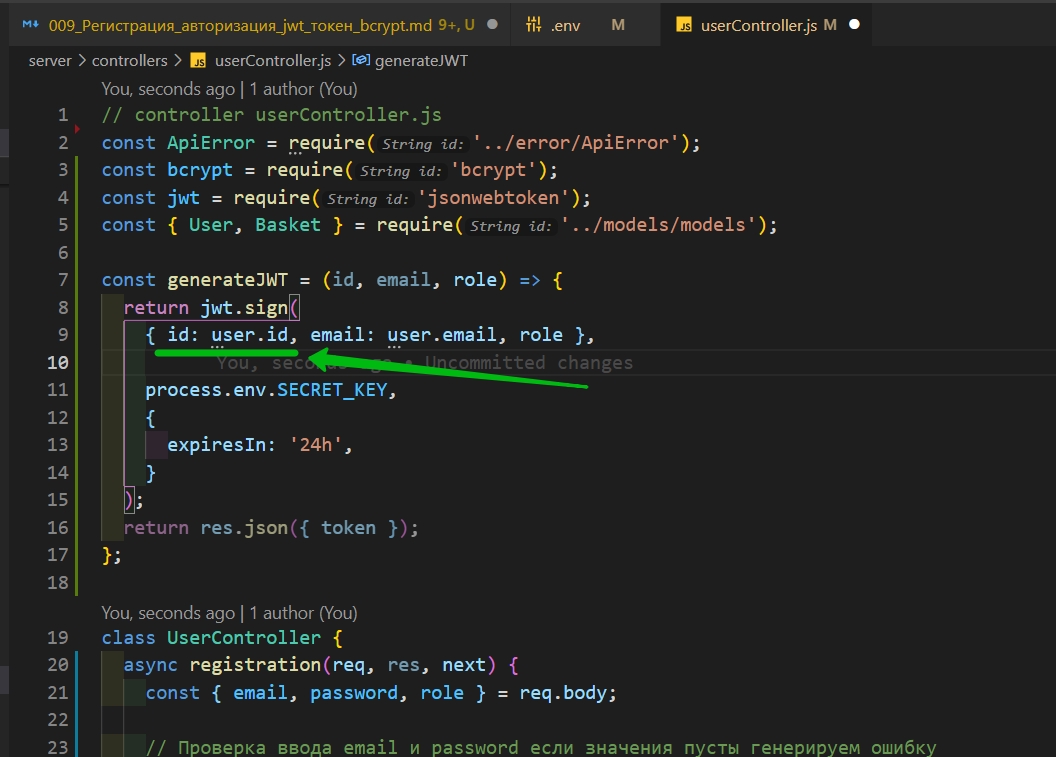 009_Регистрация_авторизация_jwt_токен_bcrypt.md 9+, U .env M JS userController.js M
server > controllers > JS userController.js > generateJWT
You, seconds ago | 1 author (You)
1 // controller userController.js
2 const ApiError = require( String id: '../error/ApiError');
3 const bcrypt = require( String id: 'bcrypt');
4 const jwt = require( String id: 'jsonwebtoken');
5 const { User, Basket } = require( String id: '../models/models');
6
7 const generateJWT = (id, email, role) => {
8 return jwt.sign(
9 { id: user.id, email: user.email, role },
10 You, seconds ago • Uncommitted changes
11 process.env.SECRET_KEY,
12 {
13 expiresIn: '24h',
14 }
15 );
16 return res.json({ token });
17 };
18
You, seconds ago | 1 author (You)
19 class UserController {
20 async registration(req, res, next) {
21 const { email, password, role } = req.body;
22
23 // Проверка ввода email и password если значения пусты генерируем ошибку